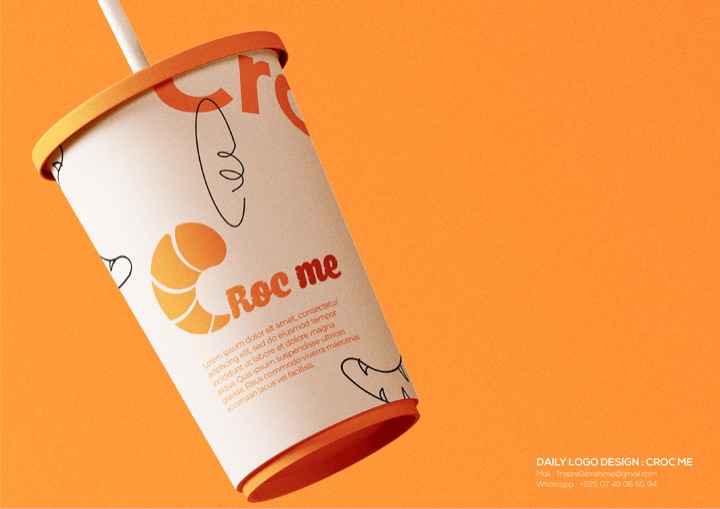 Cro
Roc me
Lorem ipsum dolor sit amet, consectetur
adipiscing elit, sed do eiusmod tempor
incididunt ut labore et dolore magna
aliqua. Quis ipsum suspendisse ultrices
gravida. Risus commodo viverra maecenas
accumsan lacus vel facilisis.
DAILY LOGO DESIGN : CROC ME
Mail : Traore0ibrahime@gmail.com
Whatsapp : +225 07 49 06 55 94